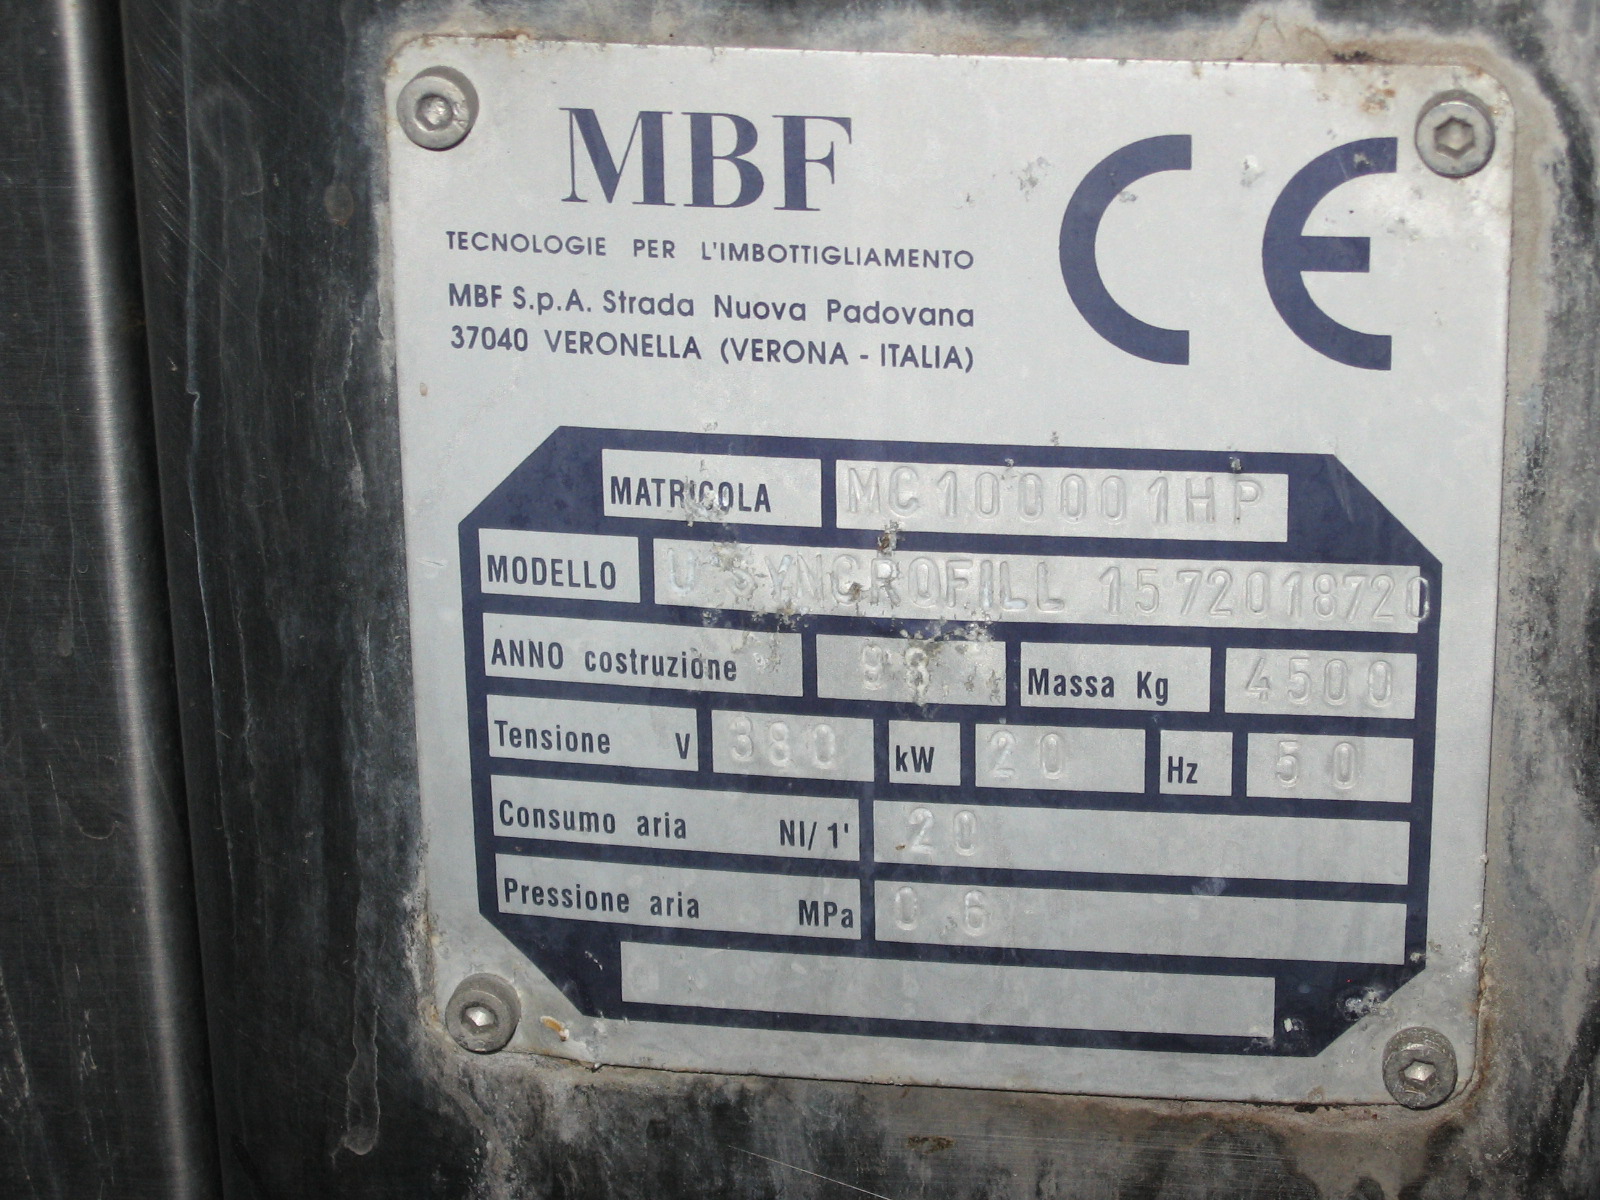 MBF
CE
TECNOLOGIE PER L'IMBOTTIGLIAMENTO
MBF S.p.A. Strada Nuova Padovana
37040 VERONELLA (VERONA - ITALIA)
MATRICOLA MC100001HP
MODELLO SYNCROFILL 1572018720
ANNO costruzione Massa Kg 4500
Tensione V 380 kW 20 Hz 50
Consumo aria Nl/1' 20
Pressione aria MPa 0.6